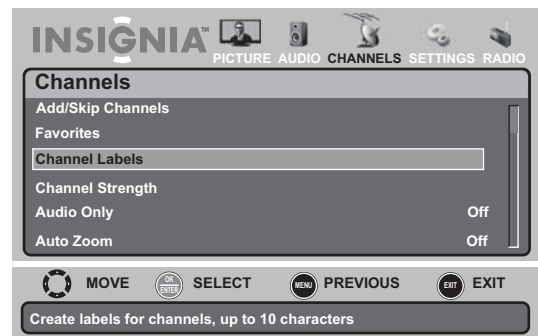 INSIGNIA™
PICTURE AUDIO CHANNELS SETTINGS RADIO
Channels
Add/Skip Channels
Favorites
Channel Labels
Channel Strength
Audio Only Off
Auto Zoom Off
MOVE OK ENTER SELECT MENU PREVIOUS EXIT EXIT
Create labels for channels, up to 10 characters